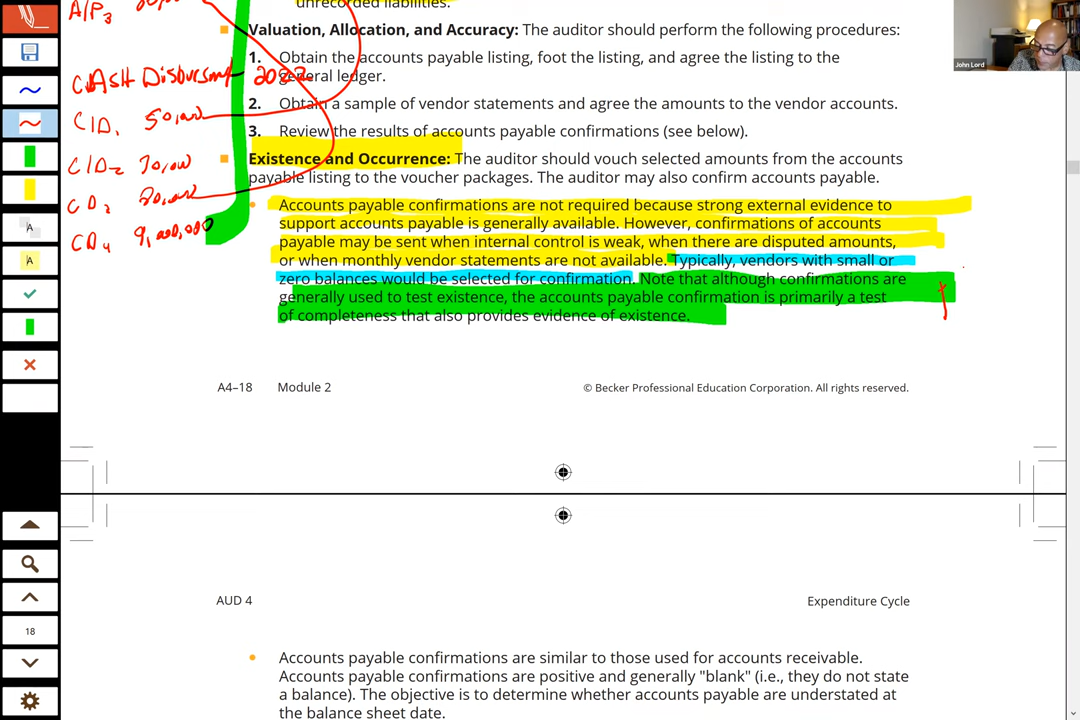 unrecorded liabilities.
A/P3
Valuation, Allocation, and Accuracy: The auditor should perform the following procedures:
1. Obtain the accounts payable listing, foot the listing, and agree the listing to the
general ledger.
CASH Disbursmt 2022
2. Obtain a sample of vendor statements and agree the amounts to the vendor accounts.
CD1 50,000
3. Review the results of accounts payable confirmations (see below).
CD2 70,000
Existence and Occurrence: The auditor should vouch selected amounts from the accounts
payable listing to the voucher packages. The auditor may also confirm accounts payable.
CD3
Accounts payable confirmations are not required because strong external evidence to
support accounts payable is generally available. However, confirmations of accounts
CD4 9,000,000
payable may be sent when internal control is weak, when there are disputed amounts,
or when monthly vendor statements are not available. Typically, vendors with small or
zero balances would be selected for confirmation. Note that although confirmations are
generally used to test existence, the accounts payable confirmation is primarily a test
of completeness that also provides evidence of existence.
A4–18 Module 2 © Becker Professional Education Corporation. All rights reserved.
AUD 4 Expenditure Cycle
Accounts payable confirmations are similar to those used for accounts receivable.
Accounts payable confirmations are positive and generally "blank" (i.e., they do not state
a balance). The objective is to determine whether accounts payable are understated at
the balance sheet date.
A
A
18
John Lord